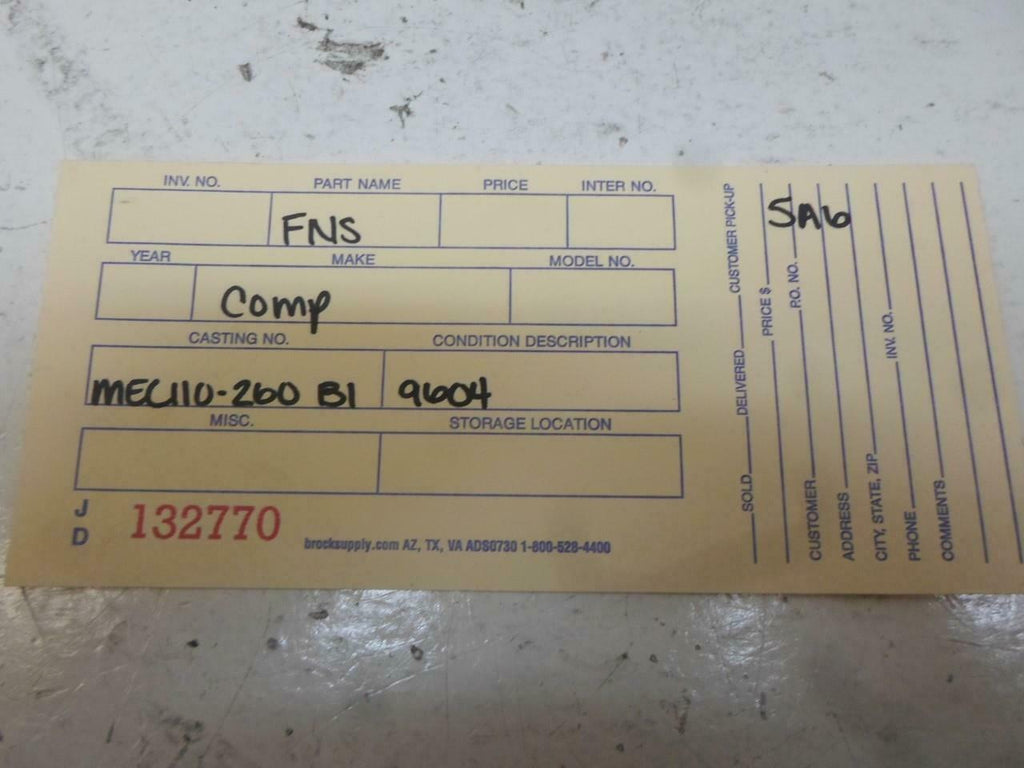 INV. NO. PART NAME PRICE INTER NO.
FNS
YEAR MAKE MODEL NO.
Comp
CASTING NO. CONDITION DESCRIPTION
MEC110-260 B1 9604
MISC. STORAGE LOCATION
J
D
132770
brocksupply.com AZ, TX, VA ADS0730 1-800-528-4400
5A6
SOLD DELIVERED CUSTOMER PICK-UP
PRICE $
P.O. NO.
CUSTOMER
ADDRESS
CITY, STATE, ZIP INV. NO.
PHONE
COMMENTS